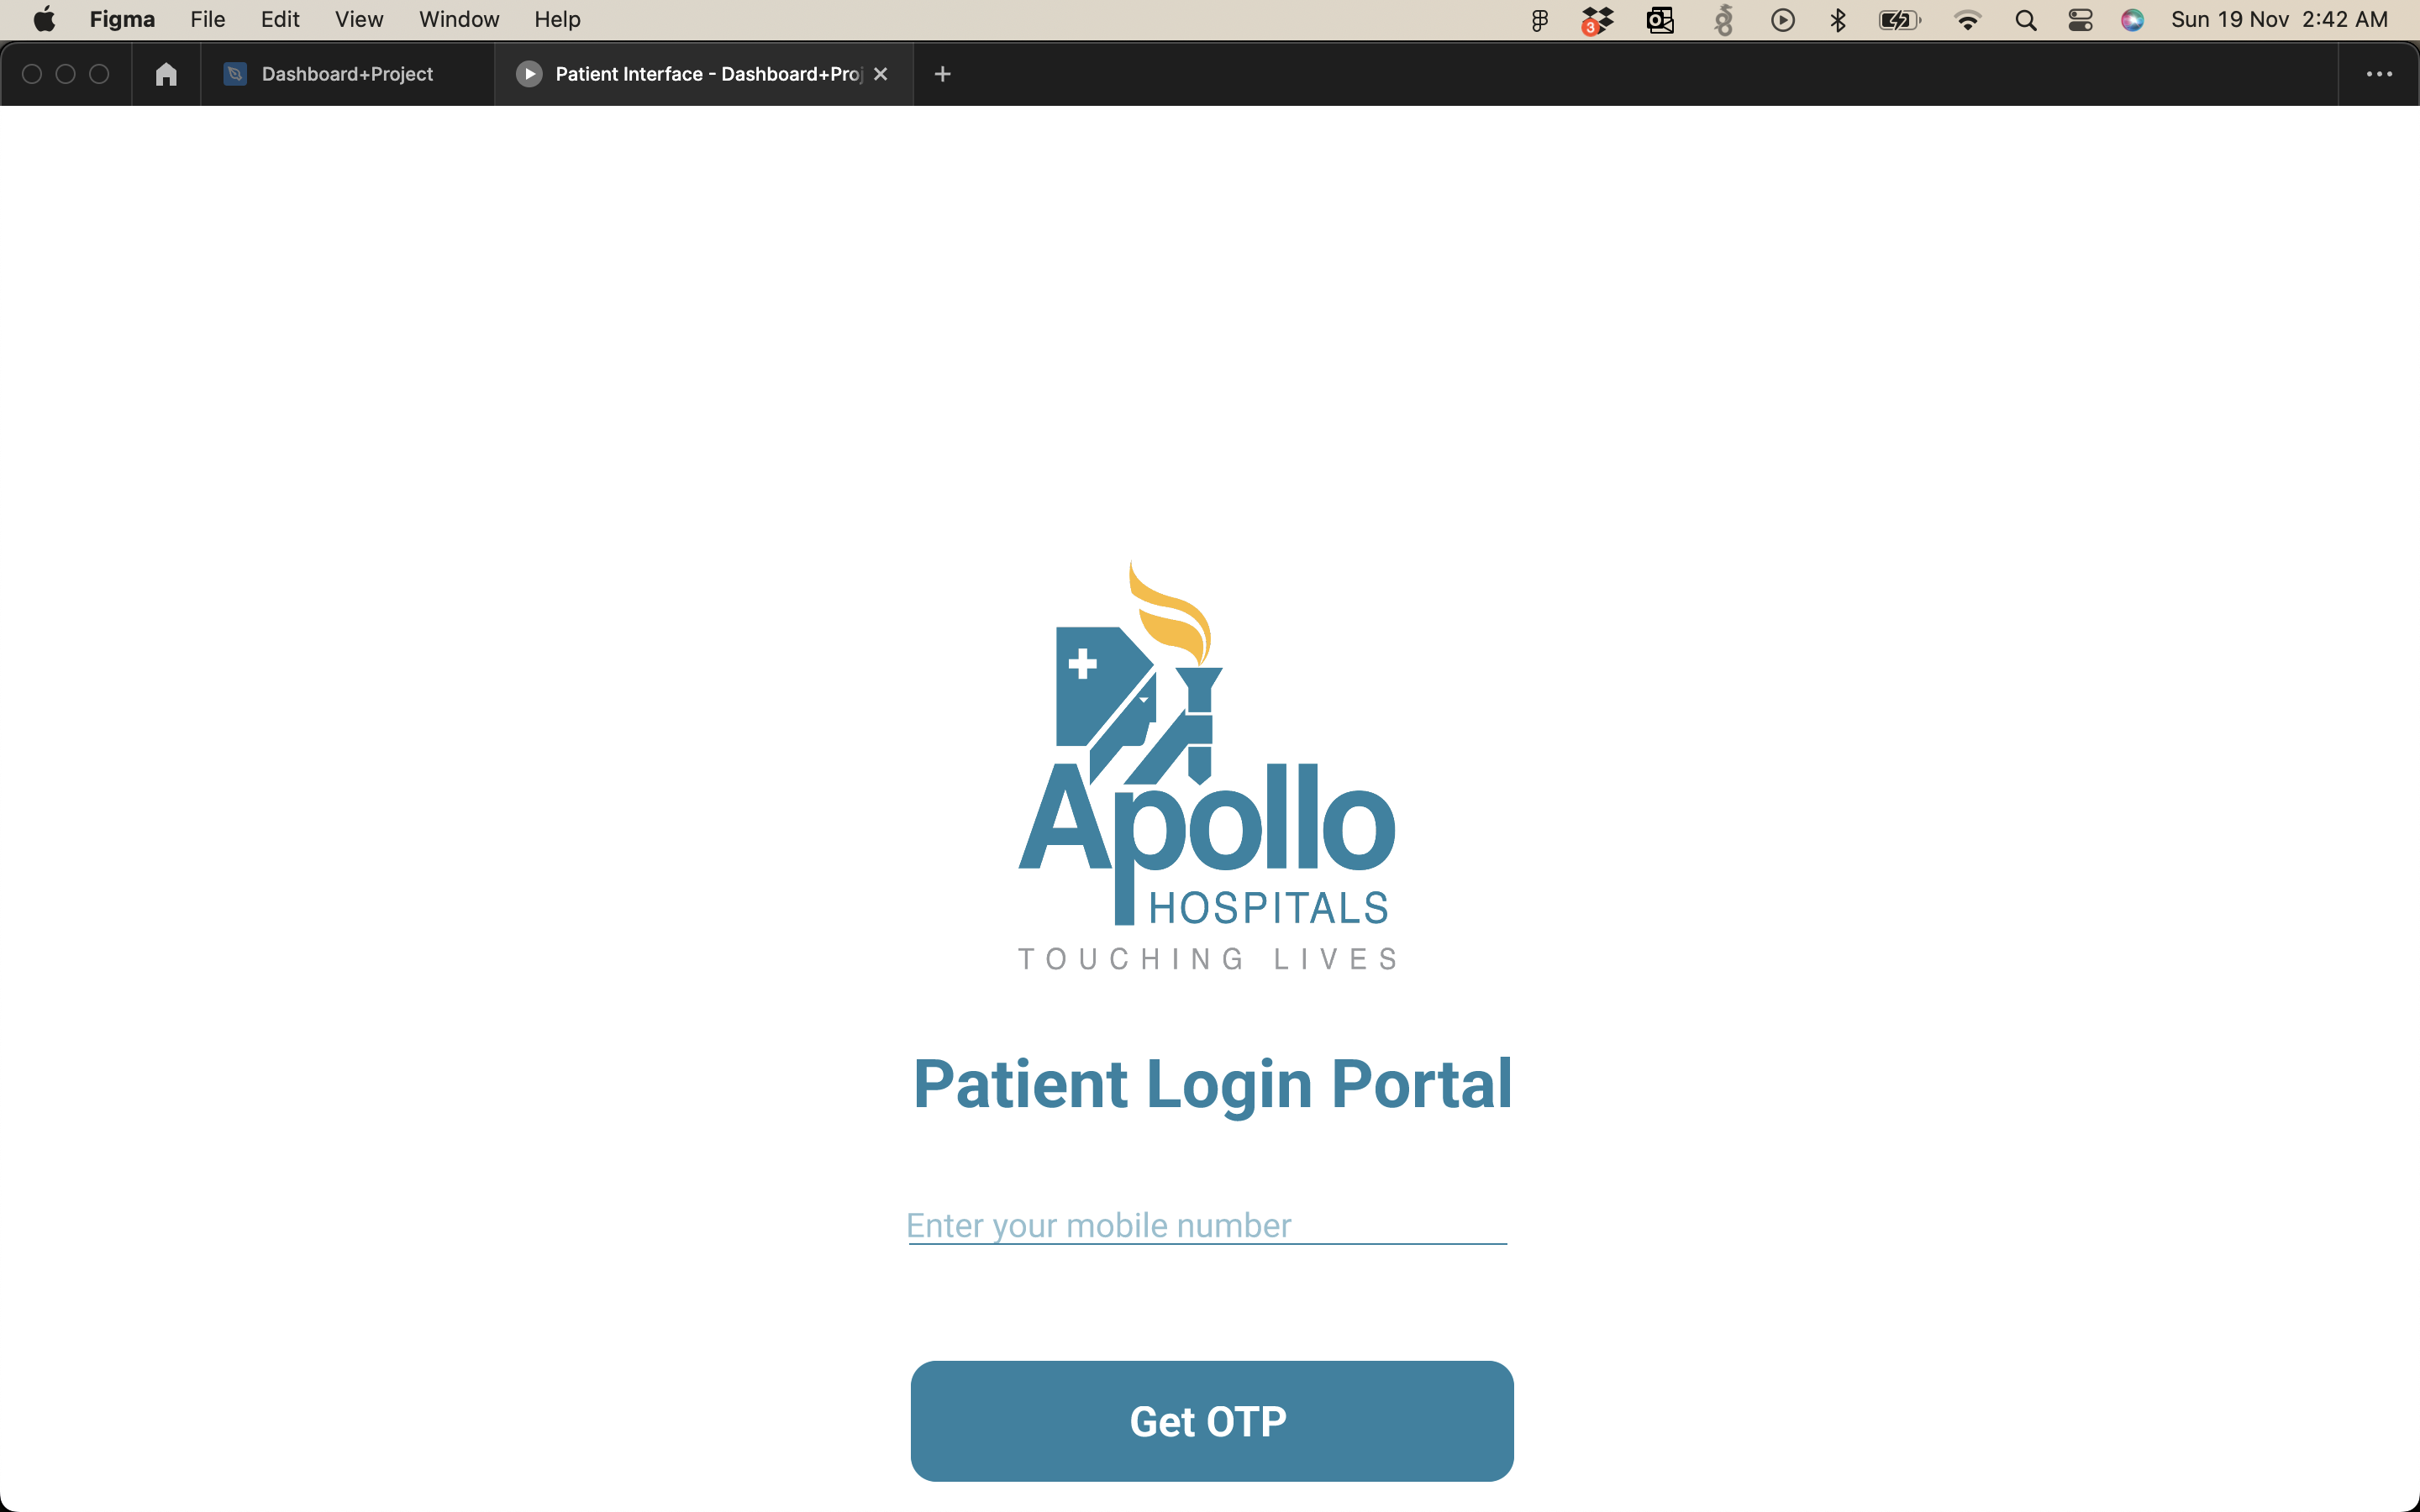 Figma File Edit View Window Help 3 Sun 19 Nov 2:42 AM
Dashboard+Project Patient Interface - Dashboard+Proj
Apollo
HOSPITALS
TOUCHING LIVES
Patient Login Portal
Enter your mobile number
Get OTP